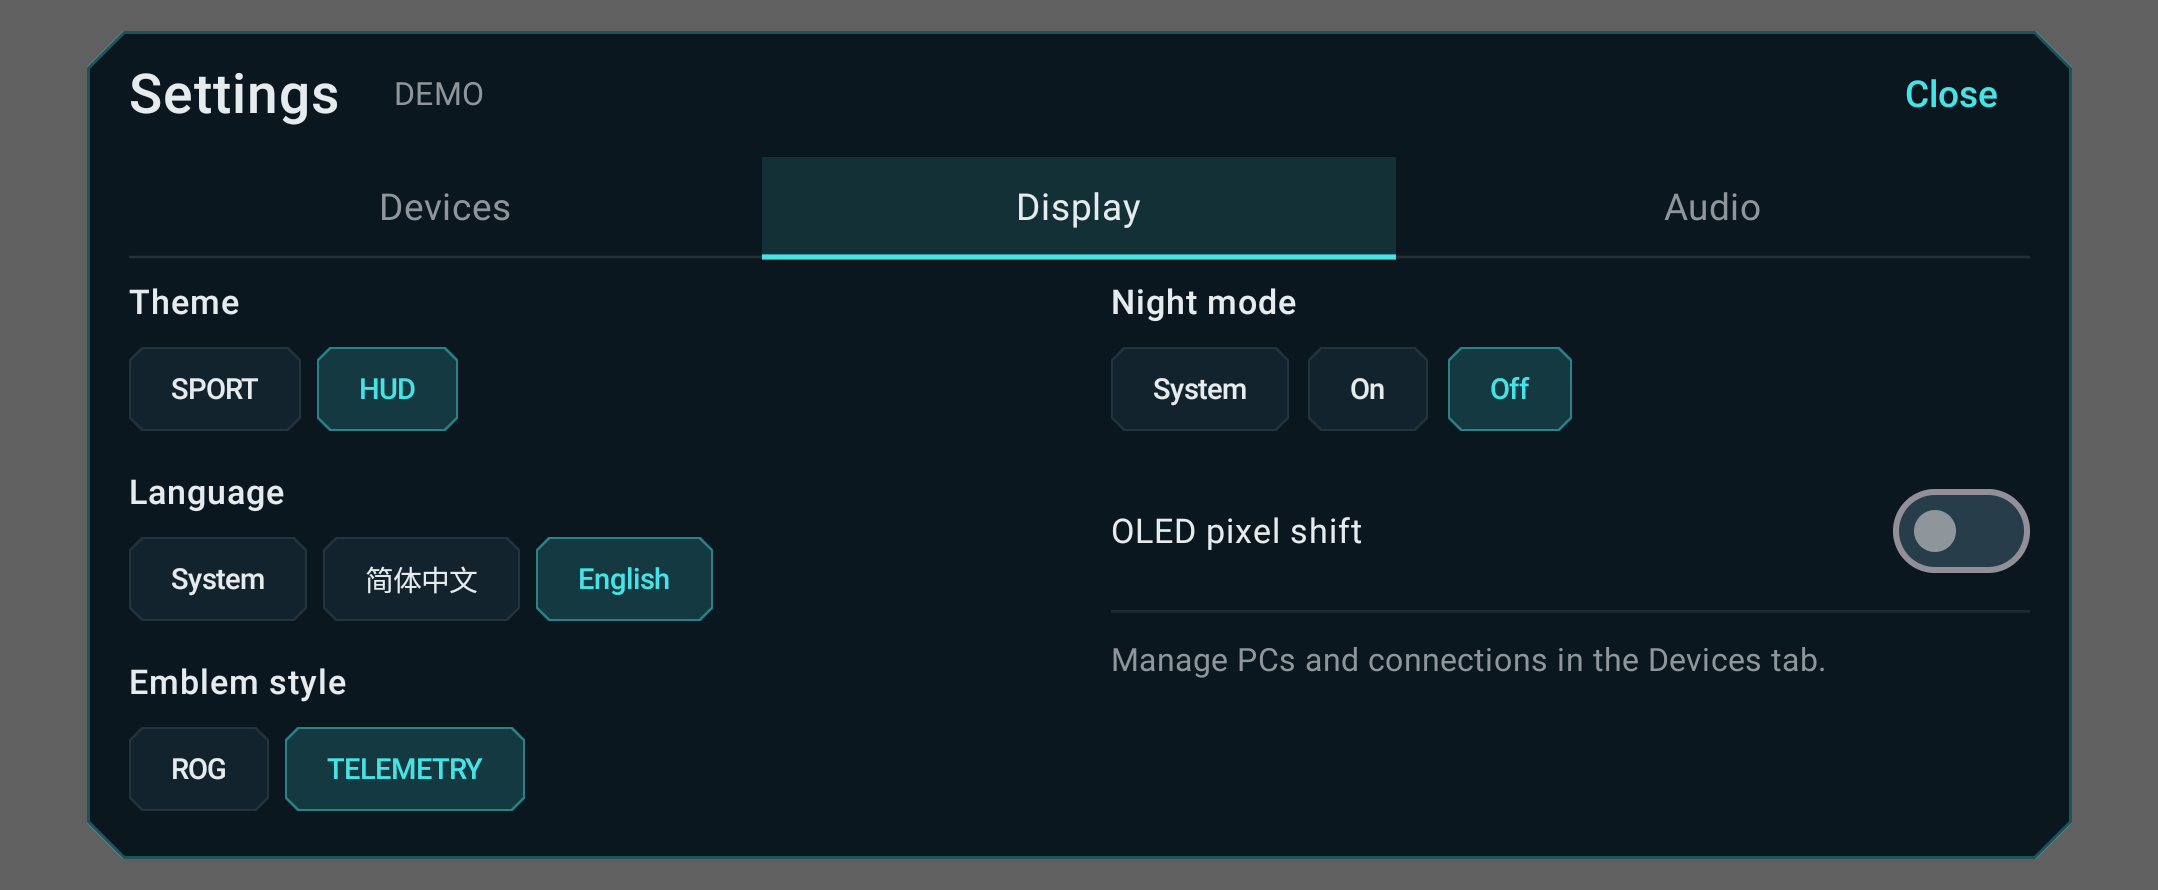 Settings DEMO Close
Devices Display Audio
Theme
SPORT HUD
Language
System 简体中文 English
Emblem style
ROG TELEMETRY
Night mode
System On Off
OLED pixel shift
Manage PCs and connections in the Devices tab.